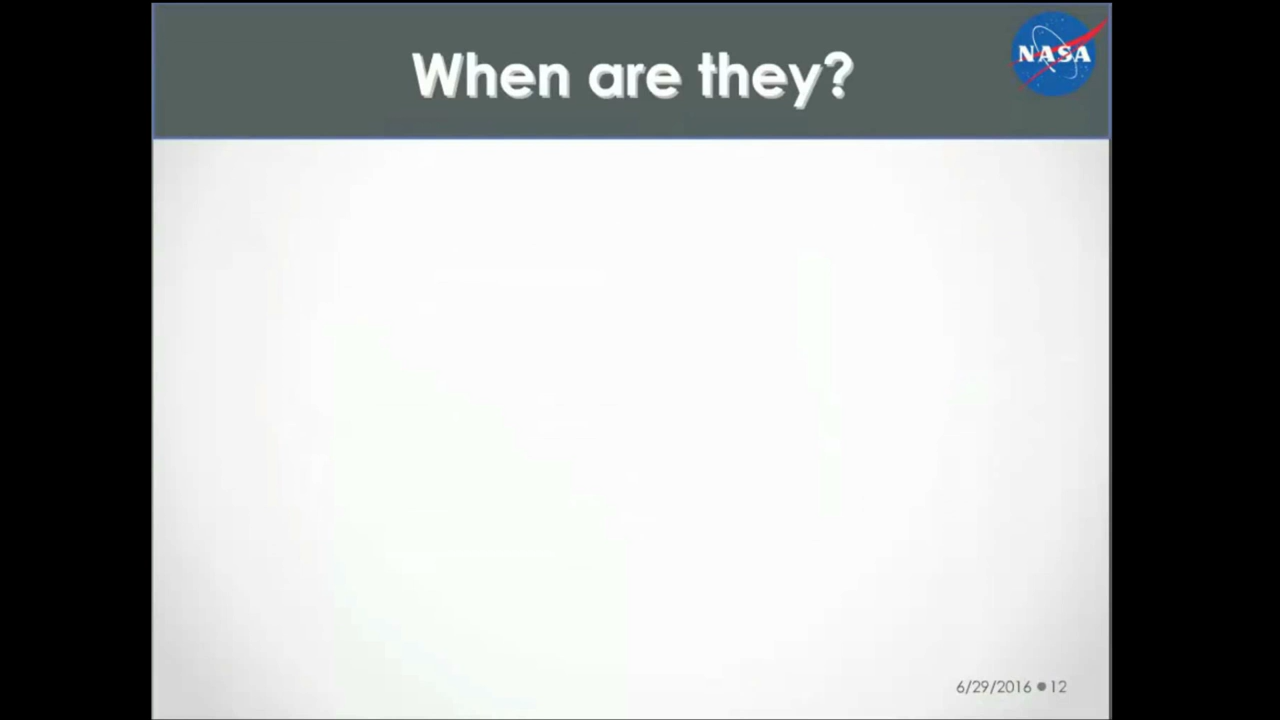 When are they?
NASA
6/29/2016 ● 12